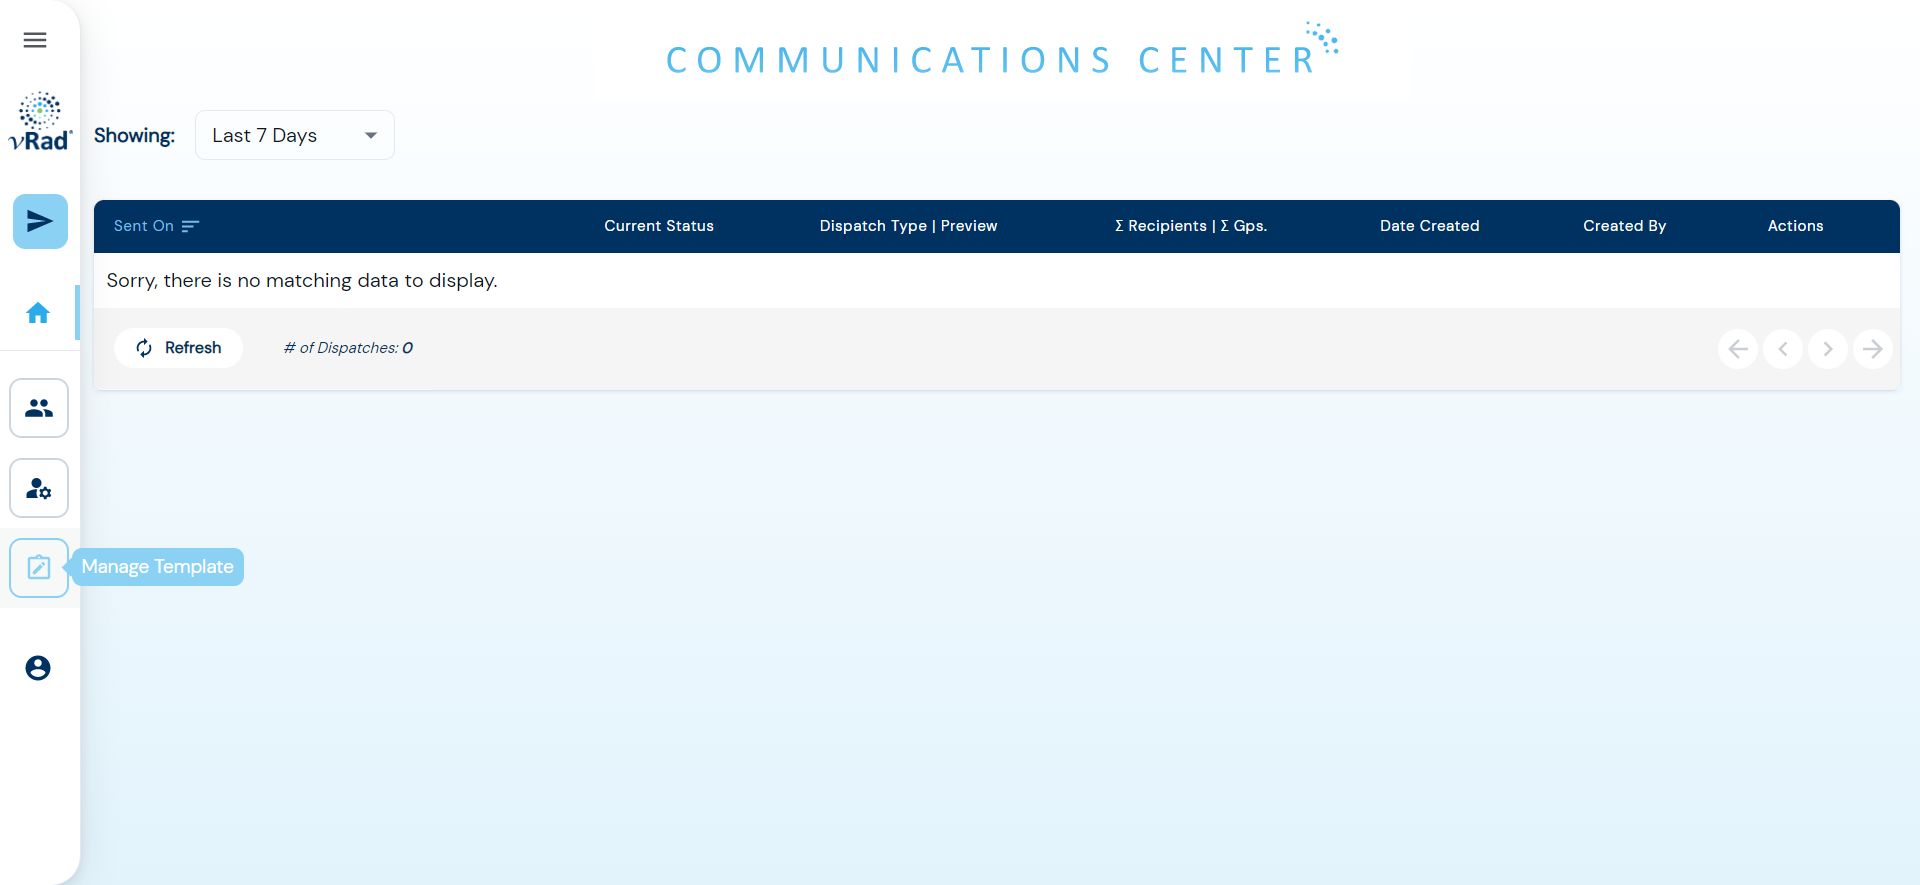 COMMUNICATIONS CENTER
vRad®
Showing:
Last 7 Days
Sent On
Current Status
Dispatch Type | Preview
Σ Recipients | Σ Gps.
Date Created
Created By
Actions
Sorry, there is no matching data to display.
Refresh
# of Dispatches: 0
Manage Template